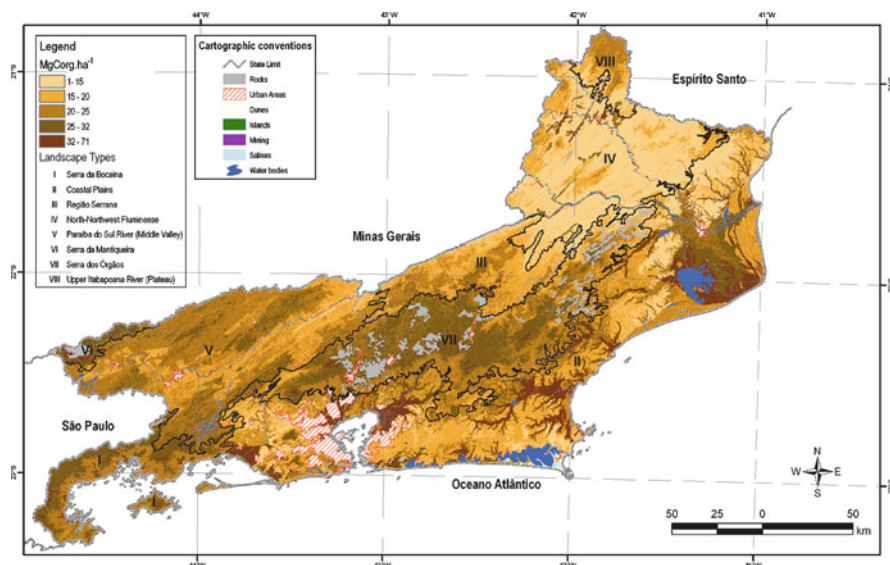 44°W
43°W
42°W
41°W
Legend
MgCorg.ha⁻¹
1- 15
15 - 20
20 - 25
25 - 32
32 - 71
Landscape Types
I Serra da Bocaina
II Coastal Plains
III Região Serrana
IV North-Northwest Fluminense
V Paraiba do Sul River (Middle Valley)
VI Serra da Mantiqueira
VII Serra dos Órgãos
VIII Upper Itabapoana River (Plateau)
Cartographic conventions
State Limit
Rocks
Urban Areas
Dunes
Islands
Mining
Salines
Water bodies
21°S
VIII
Espírito Santo
IV
Minas Gerais
III
22°S
VI
V
VII
II
São Paulo
I
I
23°S
Oceano Atlântico
N
W E
S
50 25 0 50
km